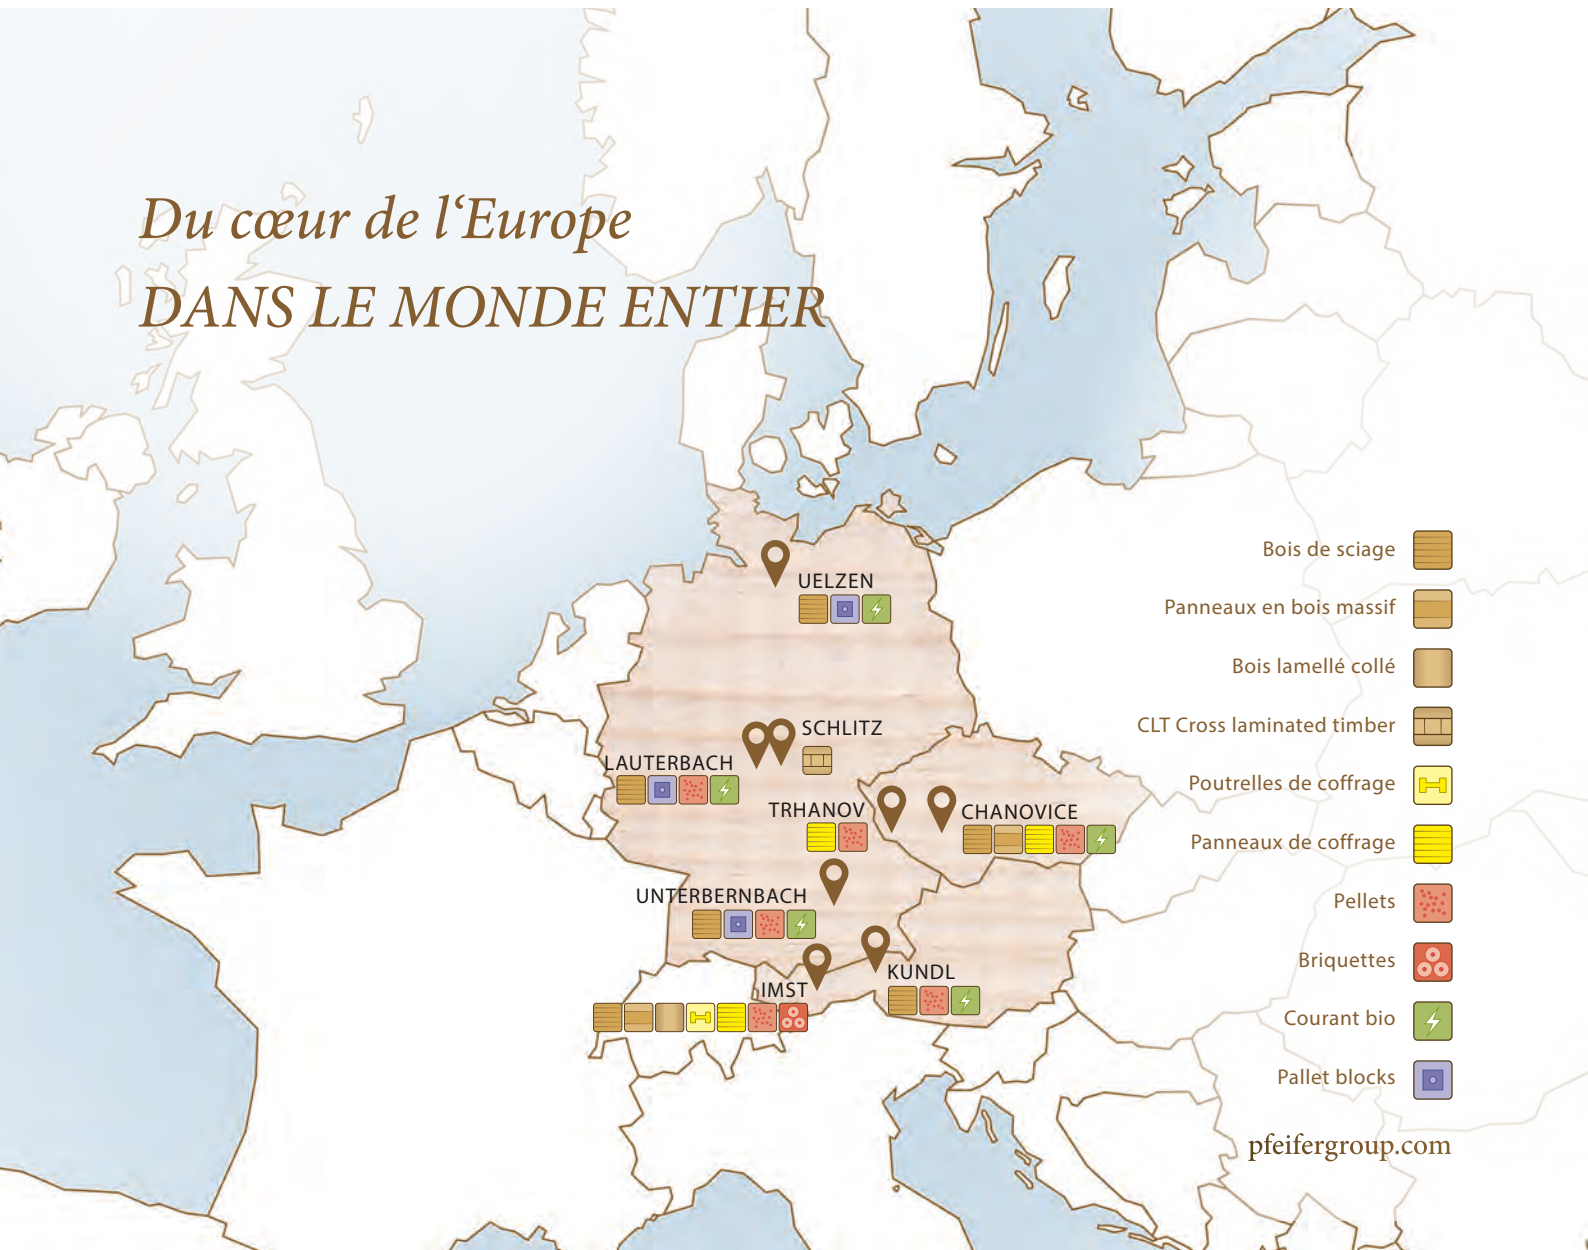 Du cœur de l‘Europe
DANS LE MONDE ENTIER
UELZEN
SCHLITZ
LAUTERBACH
TRHANOV
CHANOVICE
UNTERBERNBACH
KUNDL
IMST
Bois de sciage
Panneaux en bois massif
Bois lamellé collé
CLT Cross laminated timber
Poutrelles de coffrage
Panneaux de coffrage
Pellets
Briquettes
Courant bio
Pallet blocks
pfeifergroup.com